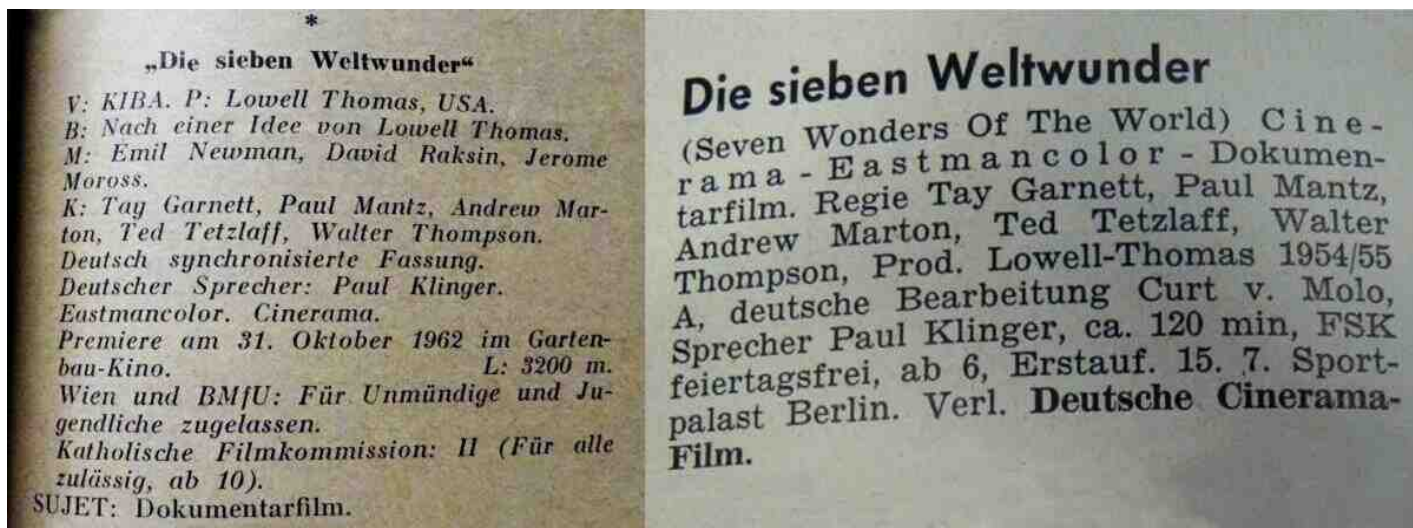 *
„Die sieben Weltwunder“
V: KIBA. P: Lowell Thomas, USA.
B: Nach einer Idee von Lowell Thomas.
M: Emil Newman, David Raksin, Jerome
Moross.
K: Tay Garnett, Paul Mantz, Andrew Mar-
ton, Ted Tetzlaff, Walter Thompson.
Deutsch synchronisierte Fassung.
Deutscher Sprecher: Paul Klinger.
Eastmancolor. Cinerama.
Premiere am 31. Oktober 1962 im Garten-
bau-Kino. L: 3200 m.
Wien und BMfU: Für Unmündige und Ju-
gendliche zugelassen.
Katholische Filmkommission: II (Für alle
zulässig, ab 10).
SUJET: Dokumentarfilm.
Die sieben Weltwunder
(Seven Wonders Of The World) Cine-
rama - Eastmancolor - Dokumen-
tarfilm. Regie Tay Garnett, Paul Mantz,
Andrew Marton, Ted Tetzlaff, Walter
Thompson, Prod. Lowell-Thomas 1954/55
A, deutsche Bearbeitung Curt v. Molo,
Sprecher Paul Klinger, ca. 120 min, FSK
feiertagsfrei, ab 6, Erstauf. 15. 7. Sport-
palast Berlin. Verl. Deutsche Cinerama-
Film.